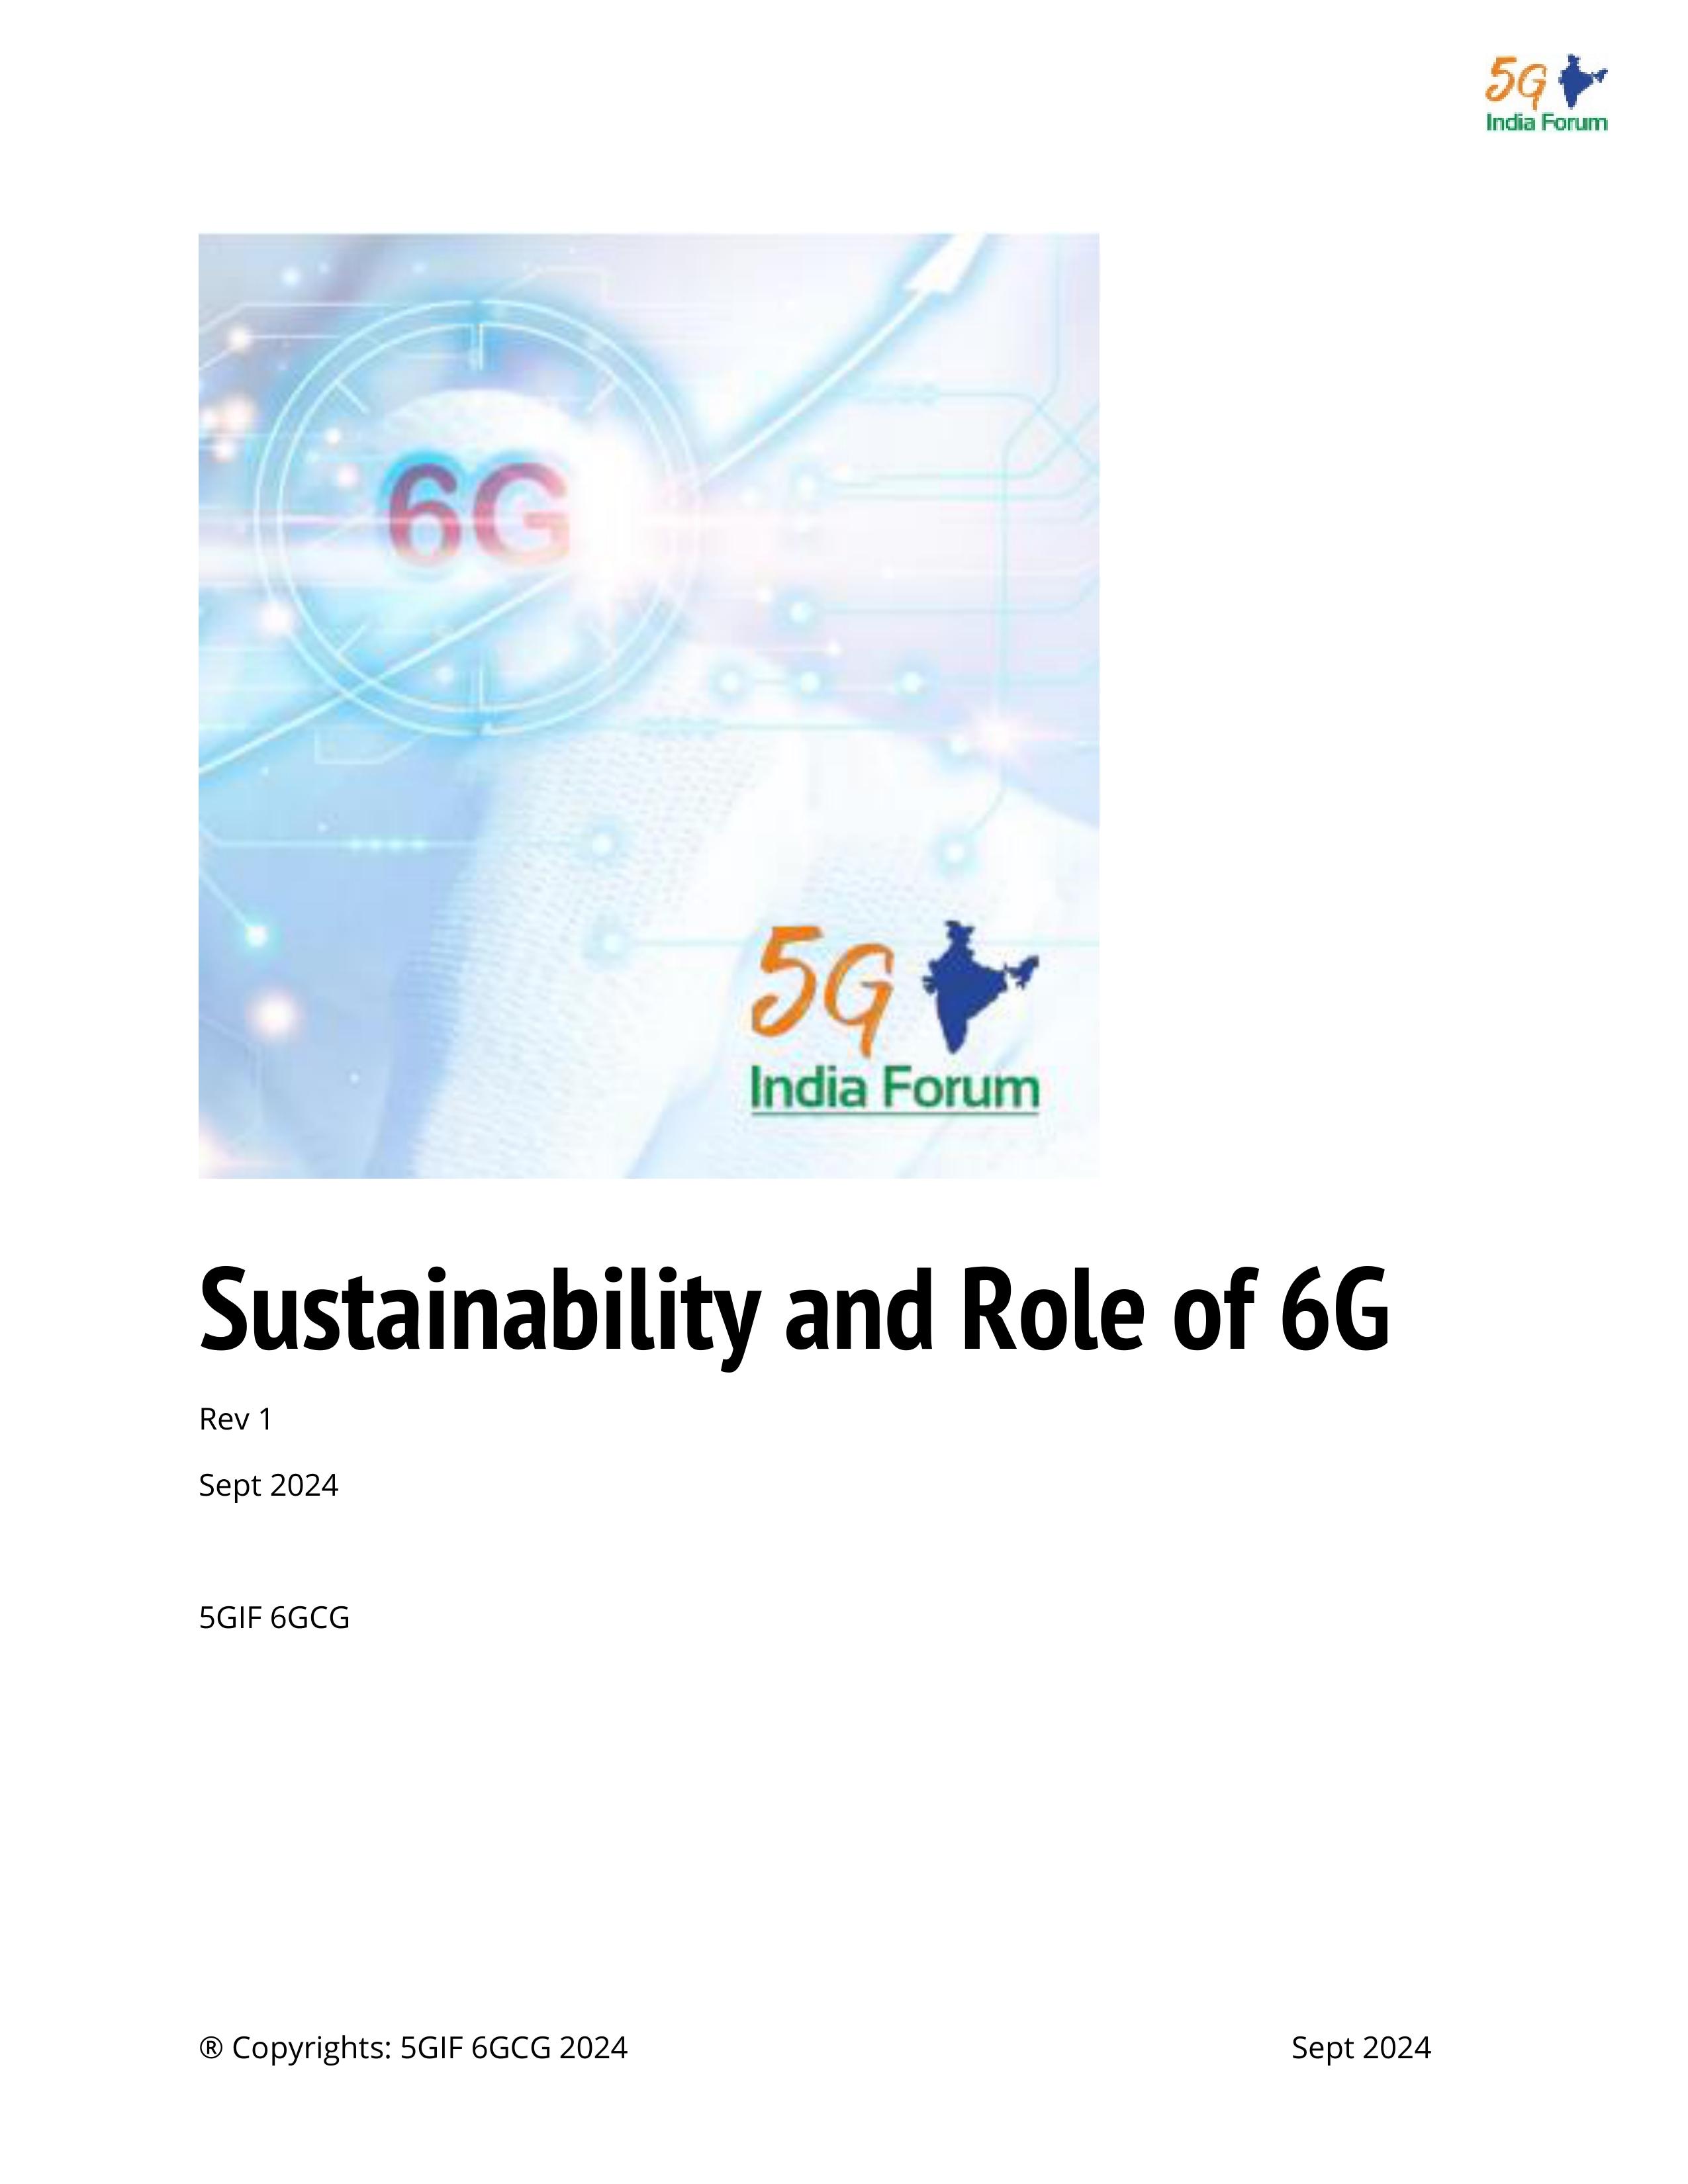 5G
India Forum
6G
5G
India Forum
Sustainability and Role of 6G
Rev 1
Sept 2024
5GIF 6GCG
® Copyrights: 5GIF 6GCG 2024
Sept 2024